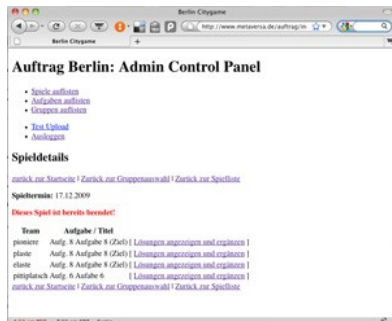 Berlin Citygame
http://www.metaversa.de/auftrag/in
Berlin Citygame
Auftrag Berlin: Admin Control Panel
Spiele auflisten
Aufgaben auflisten
Gruppen auflisten
Test Upload
Ausloggen
Spieldetails
zurück zur Startseite | Zurück zur Gruppenauswahl | Zurück zur Spielliste
Spieltermin: 17.12.2009
Dieses Spiel ist bereits beendet!
Team Aufgabe / Titel
pioniere Aufg. 8 Aufgabe 8 (Ziel) [ Lösungen angezeigen und ergänzen ]
plaste Aufg. 8 Aufgabe 8 (Ziel) [ Lösungen angezeigen und ergänzen ]
elaste Aufg. 8 Aufgabe 8 (Ziel) [ Lösungen angezeigen und ergänzen ]
pittiplatsch Aufg. 6 Aufabe 6 [ Lösungen angezeigen und ergänzen ]
zurück zur Startseite | Zurück zur Gruppenauswahl | Zurück zur Spielliste